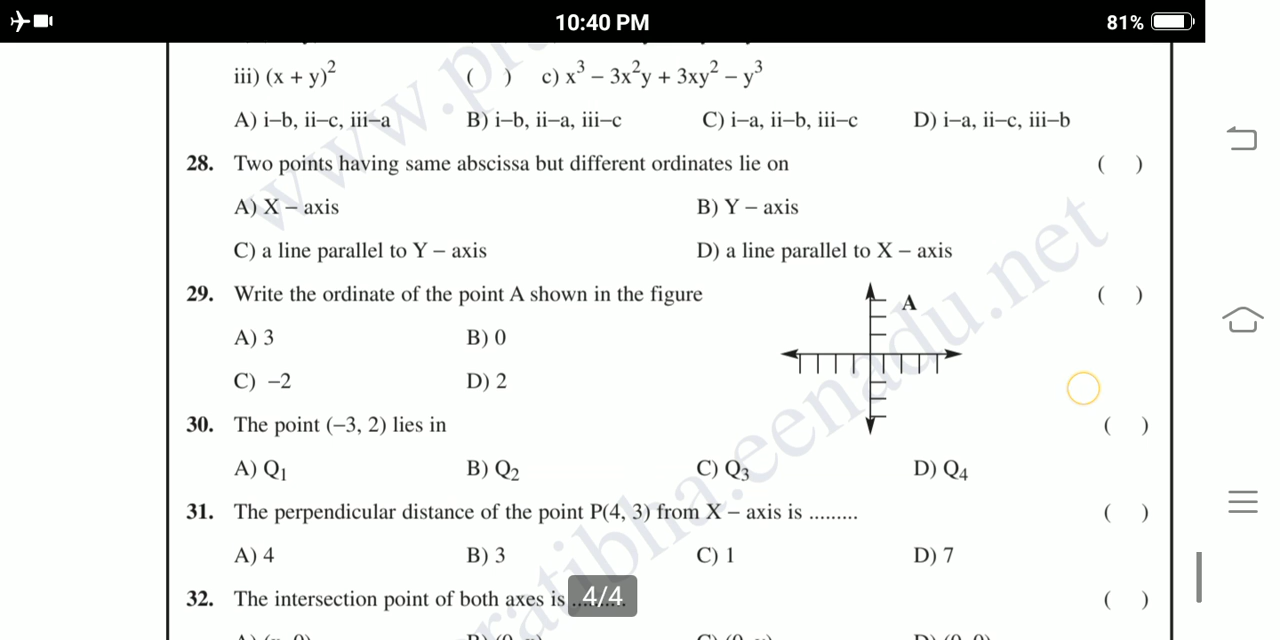 10:40 PM
81%
iii) (x + y)² ( ) c) x³ – 3x²y + 3xy² – y³
A) i–b, ii–c, iii–a B) i–b, ii–a, iii–c C) i–a, ii–b, iii–c D) i–a, ii–c, iii–b
28. Two points having same abscissa but different ordinates lie on ( )
A) X – axis B) Y – axis
C) a line parallel to Y – axis D) a line parallel to X – axis
29. Write the ordinate of the point A shown in the figure ( )
A
A) 3 B) 0
C) –2 D) 2
30. The point (–3, 2) lies in ( )
A) Q₁ B) Q₂ C) Q₃ D) Q₄
31. The perpendicular distance of the point P(4, 3) from X – axis is ......... ( )
A) 4 B) 3 C) 1 D) 7
32. The intersection point of both axes is ......... ( )
4/4
www.pratibha.eenadu.net